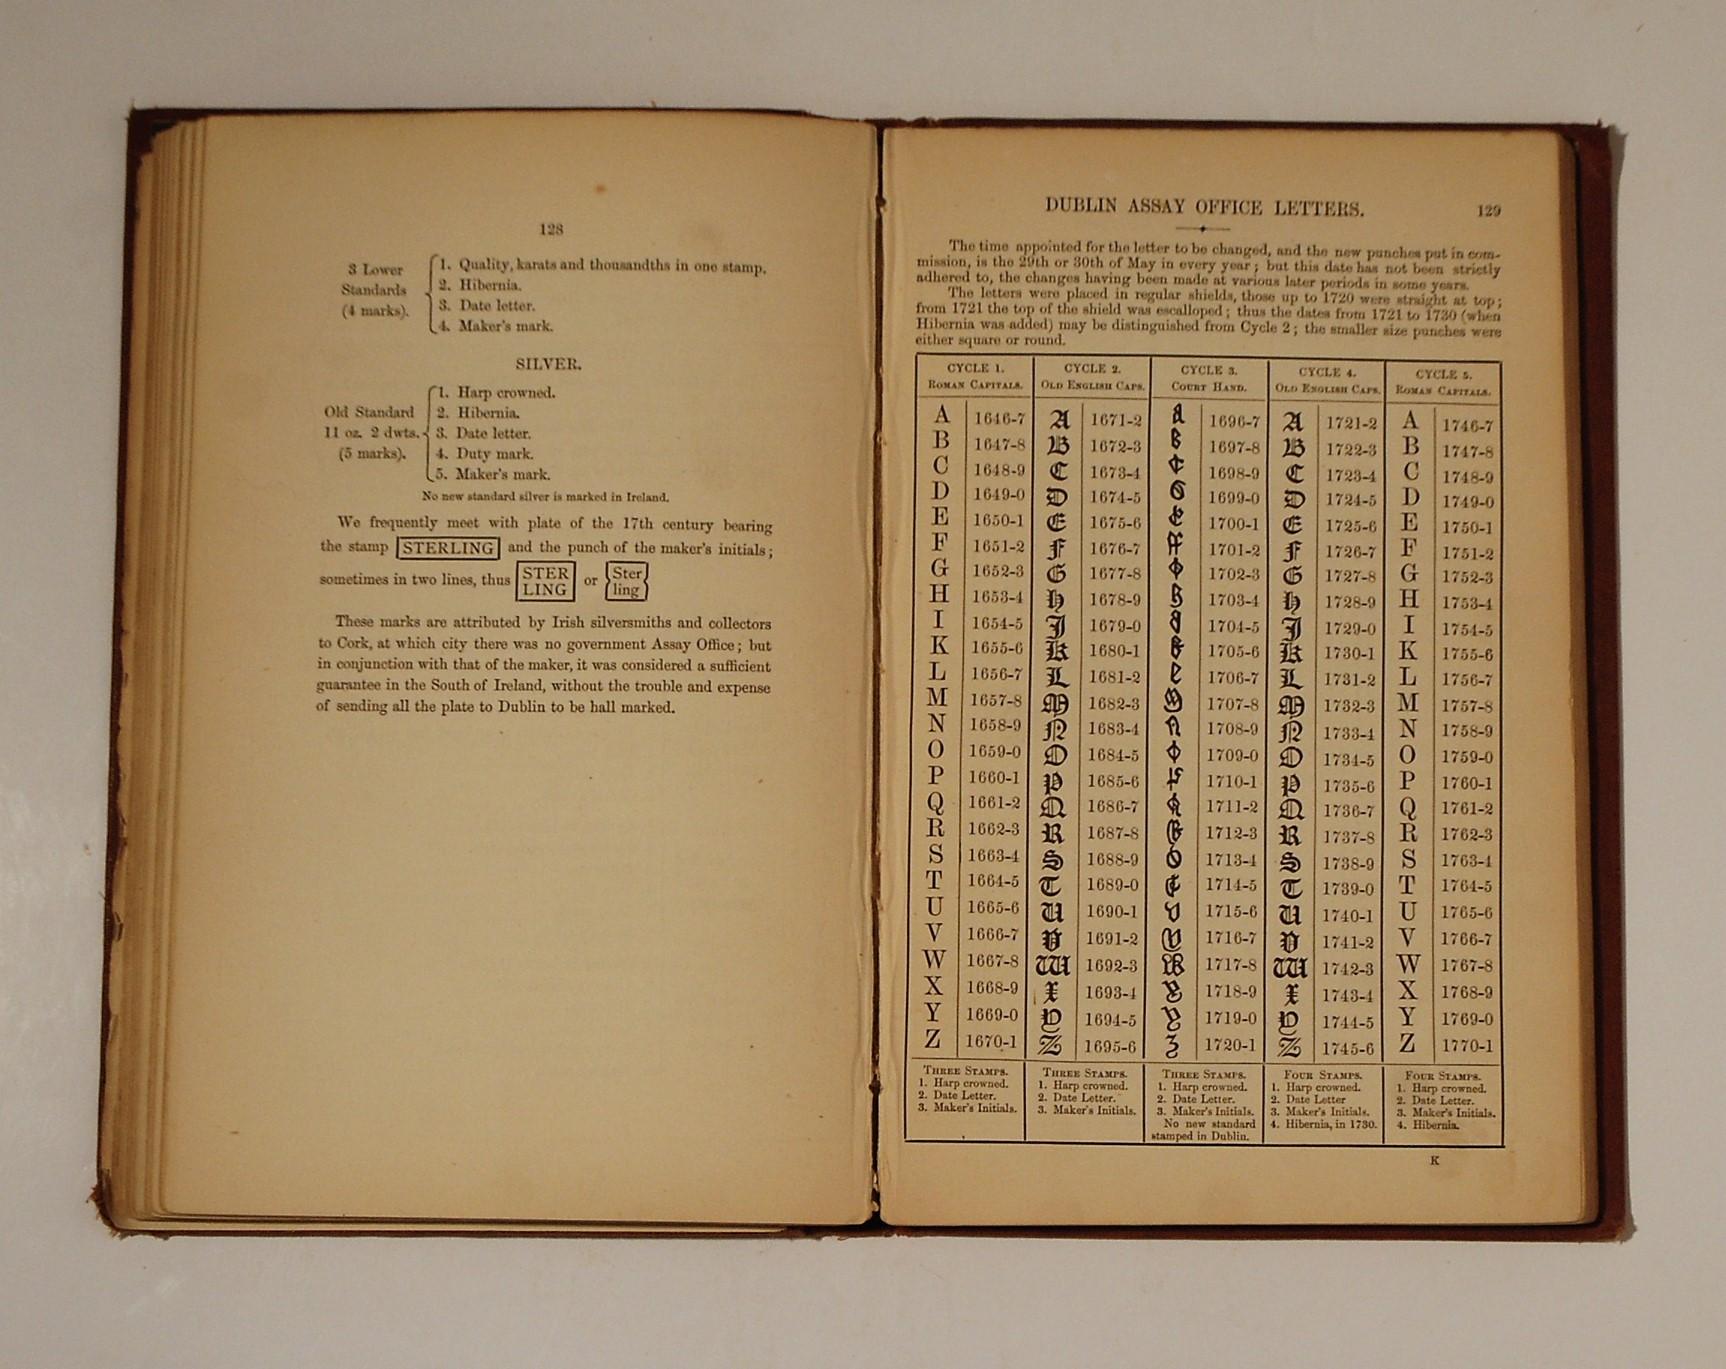 128
3 Lower
Standards
(4 marks).
1. Quality, karats and thousandths in one stamp.
2. Hibernia.
3. Date letter.
4. Maker's mark.
SILVER.
Old Standard
11 oz. 2 dwts.
(5 marks).
1. Harp crowned.
2. Hibernia.
3. Date letter.
4. Duty mark.
5. Maker's mark.
No new standard silver is marked in Ireland.
We frequently meet with plate of the 17th century bearing
the stamp STERLING and the punch of the maker's initials;
sometimes in two lines, thus STER LING or Ster ling
These marks are attributed by Irish silversmiths and collectors
to Cork, at which city there was no government Assay Office; but
in conjunction with that of the maker, it was considered a sufficient
guarantee in the South of Ireland, without the trouble and expense
of sending all the plate to Dublin to be hall marked.
DUBLIN ASSAY OFFICE LETTERS. 129
The time appointed for the letter to be changed, and the new punches put in com-
mission, is the 29th or 30th of May in every year; but this date has not been strictly
adhered to, the changes having been made at various later periods in some years.
The letters were placed in regular shields, those up to 1720 were straight at top;
from 1721 the top of the shield was escalloped; thus the dates from 1721 to 1730 (when
Hibernia was added) may be distinguished from Cycle 2; the smaller size punches were
either square or round.
CYCLE 1. CYCLE 2. CYCLE 3. CYCLE 4. CYCLE 5.
ROMAN CAPITALS. OLD ENGLISH CAPS. COURT HAND. OLD ENGLISH CAPS. ROMAN CAPITALS.
A 1646-7 A 1671-2 1696-7 A 1721-2 A 1746-7
B 1647-8 B 1672-3 1697-8 B 1722-3 B 1747-8
C 1648-9 C 1673-4 1698-9 C 1723-4 C 1748-9
D 1649-0 D 1674-5 1699-0 D 1724-5 D 1749-0
E 1650-1 E 1675-6 1700-1 E 1725-6 E 1750-1
F 1651-2 F 1676-7 1701-2 F 1726-7 F 1751-2
G 1652-3 G 1677-8 1702-3 G 1727-8 G 1752-3
H 1653-4 H 1678-9 1703-4 H 1728-9 H 1753-4
I 1654-5 J 1679-0 1704-5 J 1729-0 I 1754-5
K 1655-6 K 1680-1 1705-6 K 1730-1 K 1755-6
L 1656-7 L 1681-2 1706-7 L 1731-2 L 1756-7
M 1657-8 M 1682-3 1707-8 M 1732-3 M 1757-8
N 1658-9 N 1683-4 1708-9 N 1733-4 N 1758-9
O 1659-0 O 1684-5 1709-0 O 1734-5 O 1759-0
P 1660-1 P 1685-6 1710-1 P 1735-6 P 1760-1
Q 1661-2 Q 1686-7 1711-2 Q 1736-7 Q 1761-2
R 1662-3 R 1687-8 1712-3 R 1737-8 R 1762-3
S 1663-4 S 1688-9 1713-4 S 1738-9 S 1763-4
T 1664-5 T 1689-0 1714-5 T 1739-0 T 1764-5
U 1665-6 U 1690-1 1715-6 U 1740-1 U 1765-6
V 1666-7 V 1691-2 1716-7 V 1741-2 V 1766-7
W 1667-8 W 1692-3 1717-8 W 1742-3 W 1767-8
X 1668-9 X 1693-4 1718-9 X 1743-4 X 1768-9
Y 1669-0 Y 1694-5 1719-0 Y 1744-5 Y 1769-0
Z 1670-1 Z 1695-6 1720-1 Z 1745-6 Z 1770-1
THREE STAMPS.
1. Harp crowned.
2. Date Letter.
3. Maker's Initials.
THREE STAMPS.
1. Harp crowned.
2. Date Letter.
3. Maker's Initials.
THREE STAMPS.
1. Harp crowned.
2. Date Letter.
3. Maker's Initials.
No new standard
stamped in Dublin.
FOUR STAMPS.
1. Harp crowned.
2. Date Letter
3. Maker's Initials.
4. Hibernia, in 1730.
FOUR STAMPS.
1. Harp crowned.
2. Date Letter.
3. Maker's Initials.
4. Hibernia.
K